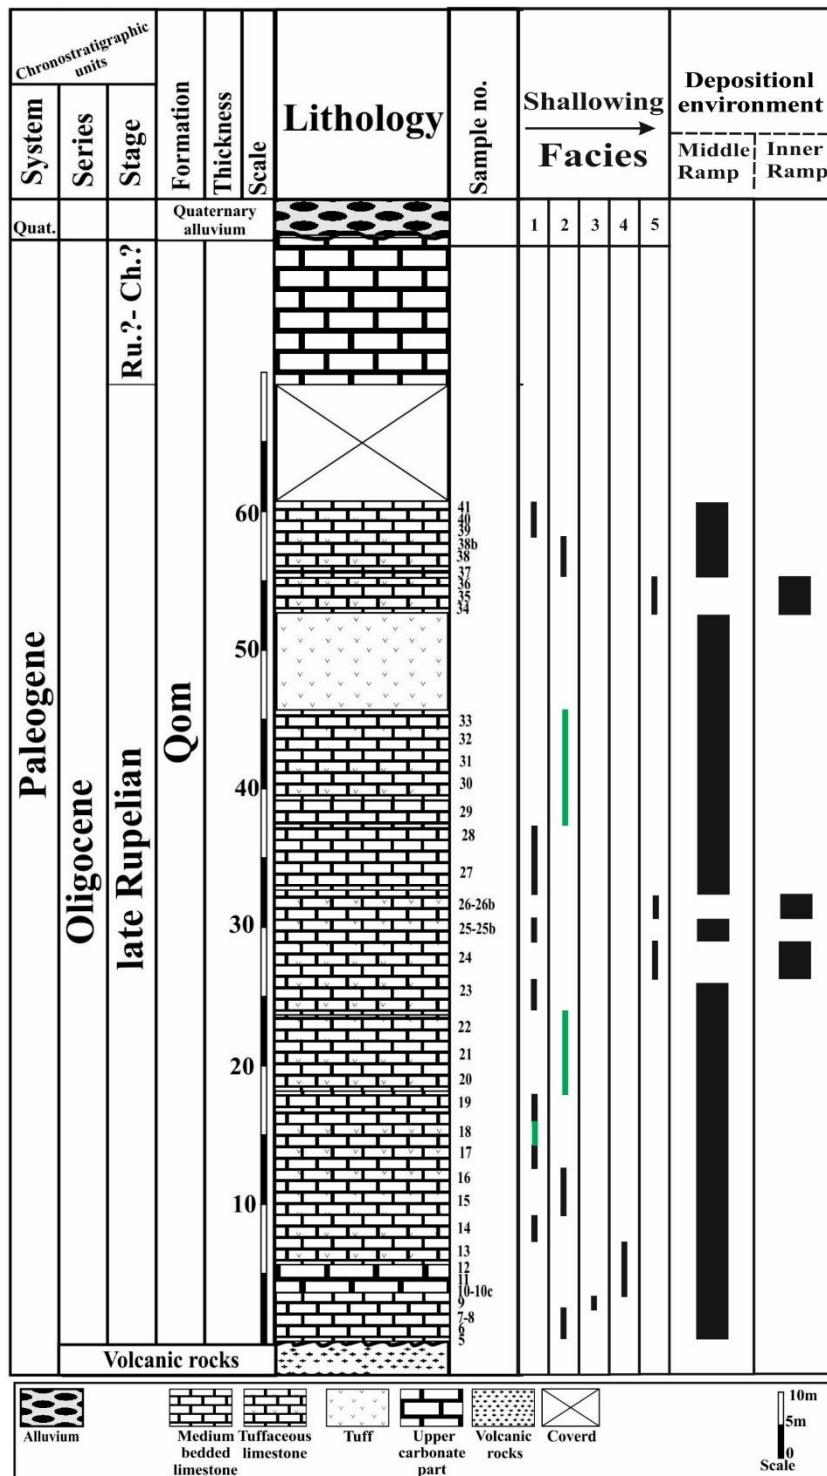 Chronostratigraphic
units
System
Series
Stage
Formation
Thickness
Scale
Lithology
Sample no.
Shallowing
Facies
Depositionl
environment
Middle
Ramp
Inner
Ramp
Quat.
Quaternary
alluvium
1 2 3 4 5
Paleogene
Oligocene
Ru.?- Ch.?
late Rupelian
Qom
60
50
40
30
20
10
41
40
39
38b
38
37
36
35
34
33
32
31
30
29
28
27
26-26b
25-25b
24
23
22
21
20
19
18
17
16
15
14
13
12
11
10-10c
9
7-8
6
5
Volcanic rocks
Alluvium
Medium
bedded
limestone
Tuffaceous
limestone
Tuff
Upper
carbonate
part
Volcanic
rocks
Coverd
10m
5m
0
Scale